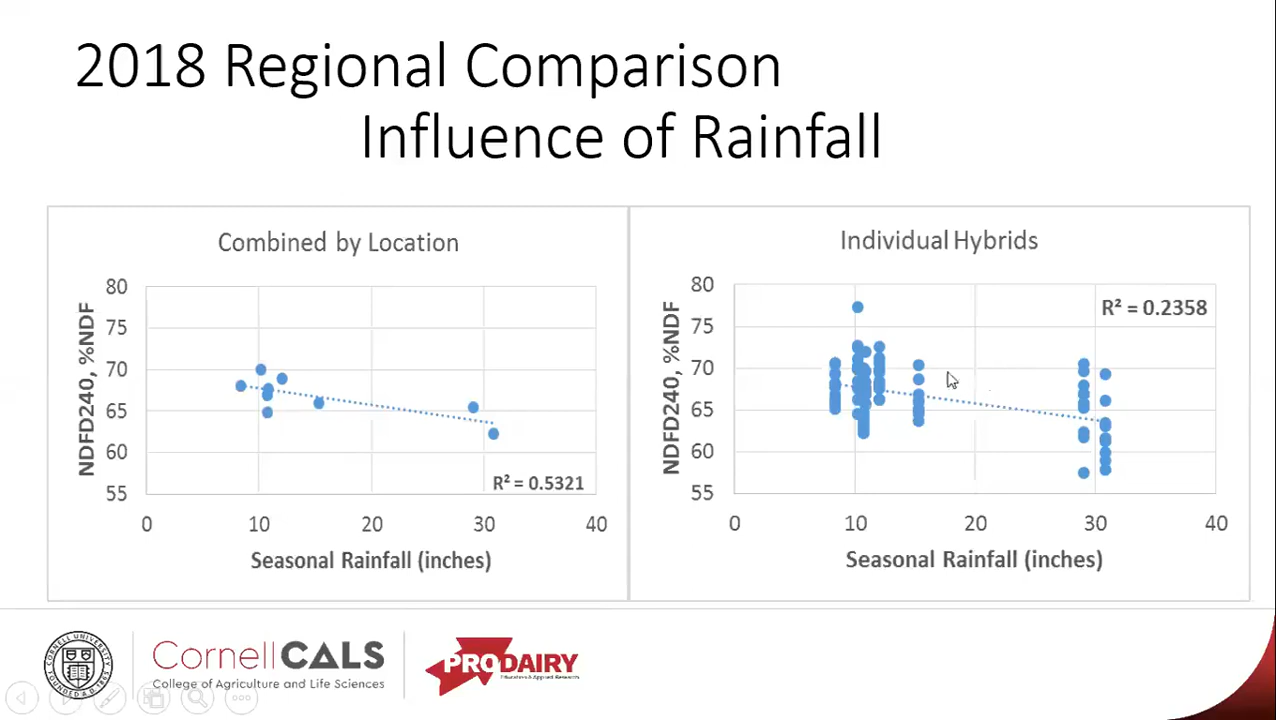 2018 Regional Comparison
Influence of Rainfall
Combined by Location
NDFD240, %NDF
80
75
70
65
60
55
R² = 0.5321
0 10 20 30 40
Seasonal Rainfall (inches)
Individual Hybrids
NDFD240, %NDF
80
75
70
65
60
55
R² = 0.2358
0 10 20 30 40
Seasonal Rainfall (inches)
CornellCALS
College of Agriculture and Life Sciences
PRODAIRY